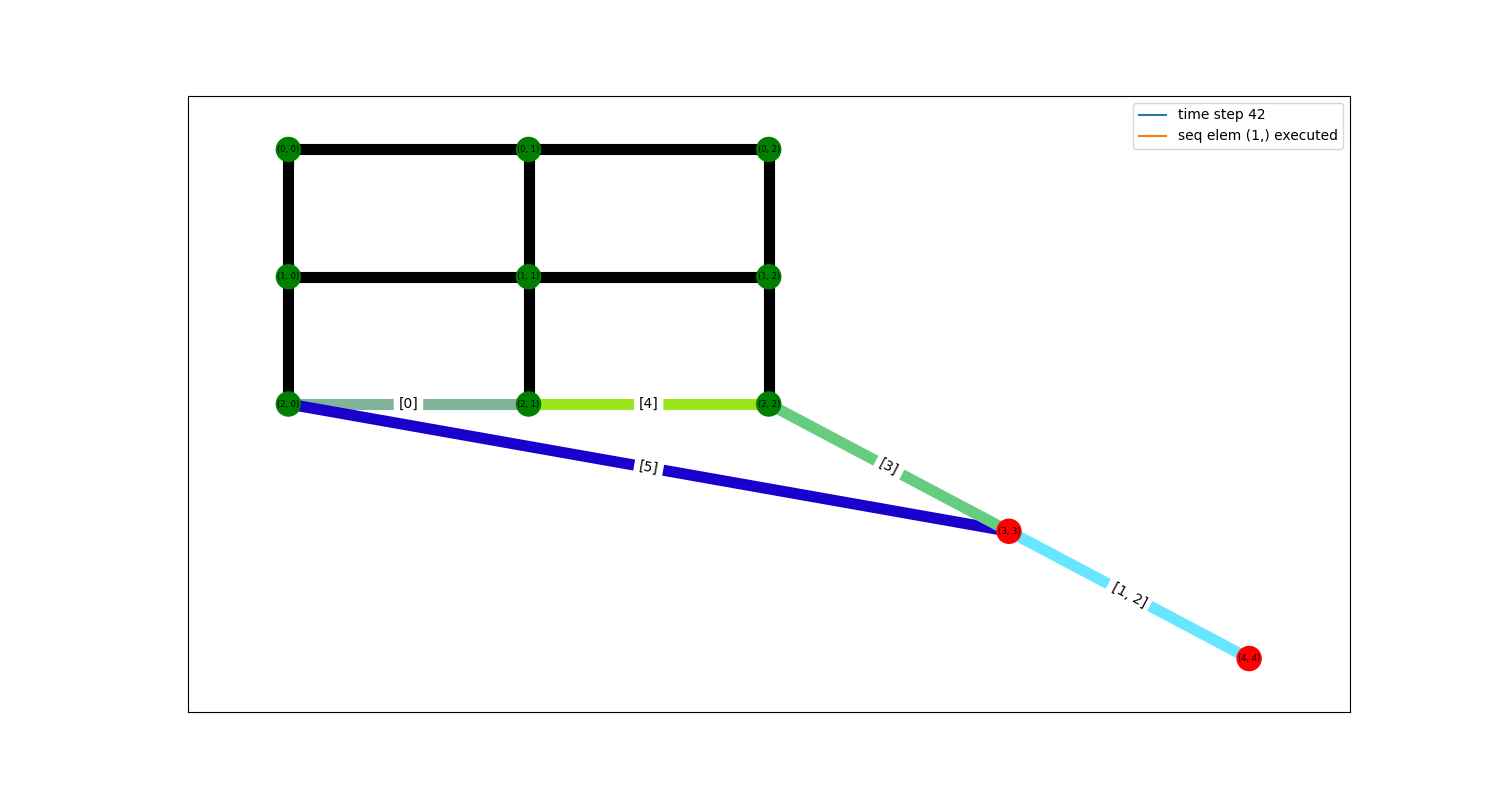 time step 42
seq elem (1,) executed
(0, 0) (0, 1) (0, 2)
(1, 0) (1, 1) (1, 2)
(2, 0) [0] (2, 1) [4] (2, 2)
[5] [3]
(3, 3)
[1, 2]
(4, 4)